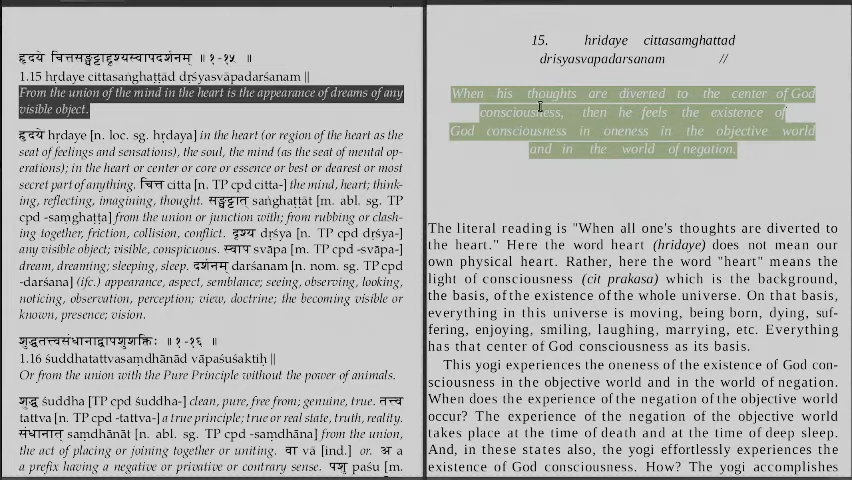 हृदये चित्तसङ्घट्टाद्दृश्यस्वापदर्शनम् ॥ १-१५ ॥
1.15 hṛdaye cittasaṅghaṭṭād dṛśyasvāpadarśanam ||
From the union of the mind in the heart is the appearance of dreams of any
visible object.
हृदये hṛdaye [n. loc. sg. hṛdaya] in the heart (or region of the heart as the
seat of feelings and sensations), the soul, the mind (as the seat of mental op-
erations); in the heart or center or core or essence or best or dearest or most
secret part of anything. चित्त citta [n. TP cpd citta-] the mind, heart; think-
ing, reflecting, imagining, thought. सङ्घट्टात् saṅghaṭṭāt [m. abl. sg. TP
cpd -saṃghaṭṭa] from the union or junction with; from rubbing or clash-
ing together, friction, collision, conflict. दृश्य dṛśya [n. TP cpd dṛśya-]
any visible object; visible, conspicuous. स्वाप svāpa [m. TP cpd -svāpa-]
dream, dreaming; sleeping, sleep. दर्शनम् darśanam [n. nom. sg. TP cpd
-darśana] (ifc.) appearance, aspect, semblance; seeing, observing, looking,
noticing, observation, perception; view, doctrine; the becoming visible or
known, presence; vision.
शुद्धतत्त्वसंधानाद्वापशुशक्तिः ॥ १-१६ ॥
1.16 śuddhatattvasaṃdhānād vāpaśuśaktiḥ ||
Or from the union with the Pure Principle without the power of animals.
शुद्ध śuddha [TP cpd śuddha-] clean, pure, free from; genuine, true. तत्त्व
tattva [n. TP cpd -tattva-] a true principle; true or real state, truth, reality.
संधानात् saṃdhānāt [n. abl. sg. TP cpd -saṃdhāna] from the union,
the act of placing or joining together or uniting. वा vā [ind.] or. अ a
a prefix having a negative or privative or contrary sense. पशु paśu [m.
15. hridaye cittasamghattad
drisyasvapadarsanam //
When his thoughts are diverted to the center of God
consciousness, then he feels the existence of
God consciousness in oneness in the objective world
and in the world of negation.
The literal reading is "When all one's thoughts are diverted to
the heart." Here the word heart (hridaye) does not mean our
own physical heart. Rather, here the word "heart" means the
light of consciousness (cit prakasa) which is the background,
the basis, of the existence of the whole universe. On that basis,
everything in this universe is moving, being born, dying, suf-
fering, enjoying, smiling, laughing, marrying, etc. Everything
has that center of God consciousness as its basis.
This yogi experiences the oneness of the existence of God con-
sciousness in the objective world and in the world of negation.
When does the experience of the negation of the objective world
occur? The experience of the negation of the objective world
takes place at the time of death and at the time of deep sleep.
And, in these states also, the yogi effortlessly experiences the
existence of God consciousness. How? The yogi accomplishes